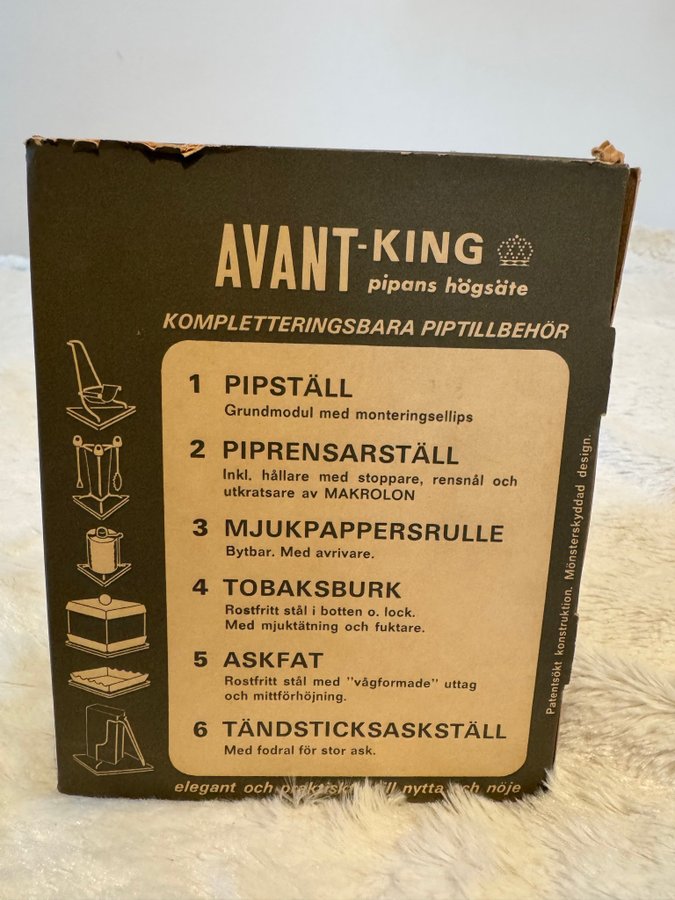 AVANT-KING
pipans högsäte
KOMPLETTERINGSBARA PIPTILLBEHÖR
1 PIPSTÄLL
Grundmodul med monteringsellips
2 PIPRENSARSTÄLL
Inkl. hållare med stoppare, rensnål och
utkratsare av MAKROLON
3 MJUKPAPPERSRULLE
Bytbar. Med avrivare.
4 TOBAKSBURK
Rostfritt stål i botten o. lock.
Med mjuktätning och fuktare.
5 ASKFAT
Rostfritt stål med "vågformade" uttag
och mittförhöjning.
6 TÄNDSTICKSASKSTÄLL
Med fodral för stor ask.
elegant och nytta och nöje
Patentsökt konstruktion. Mönsterskyddad design.